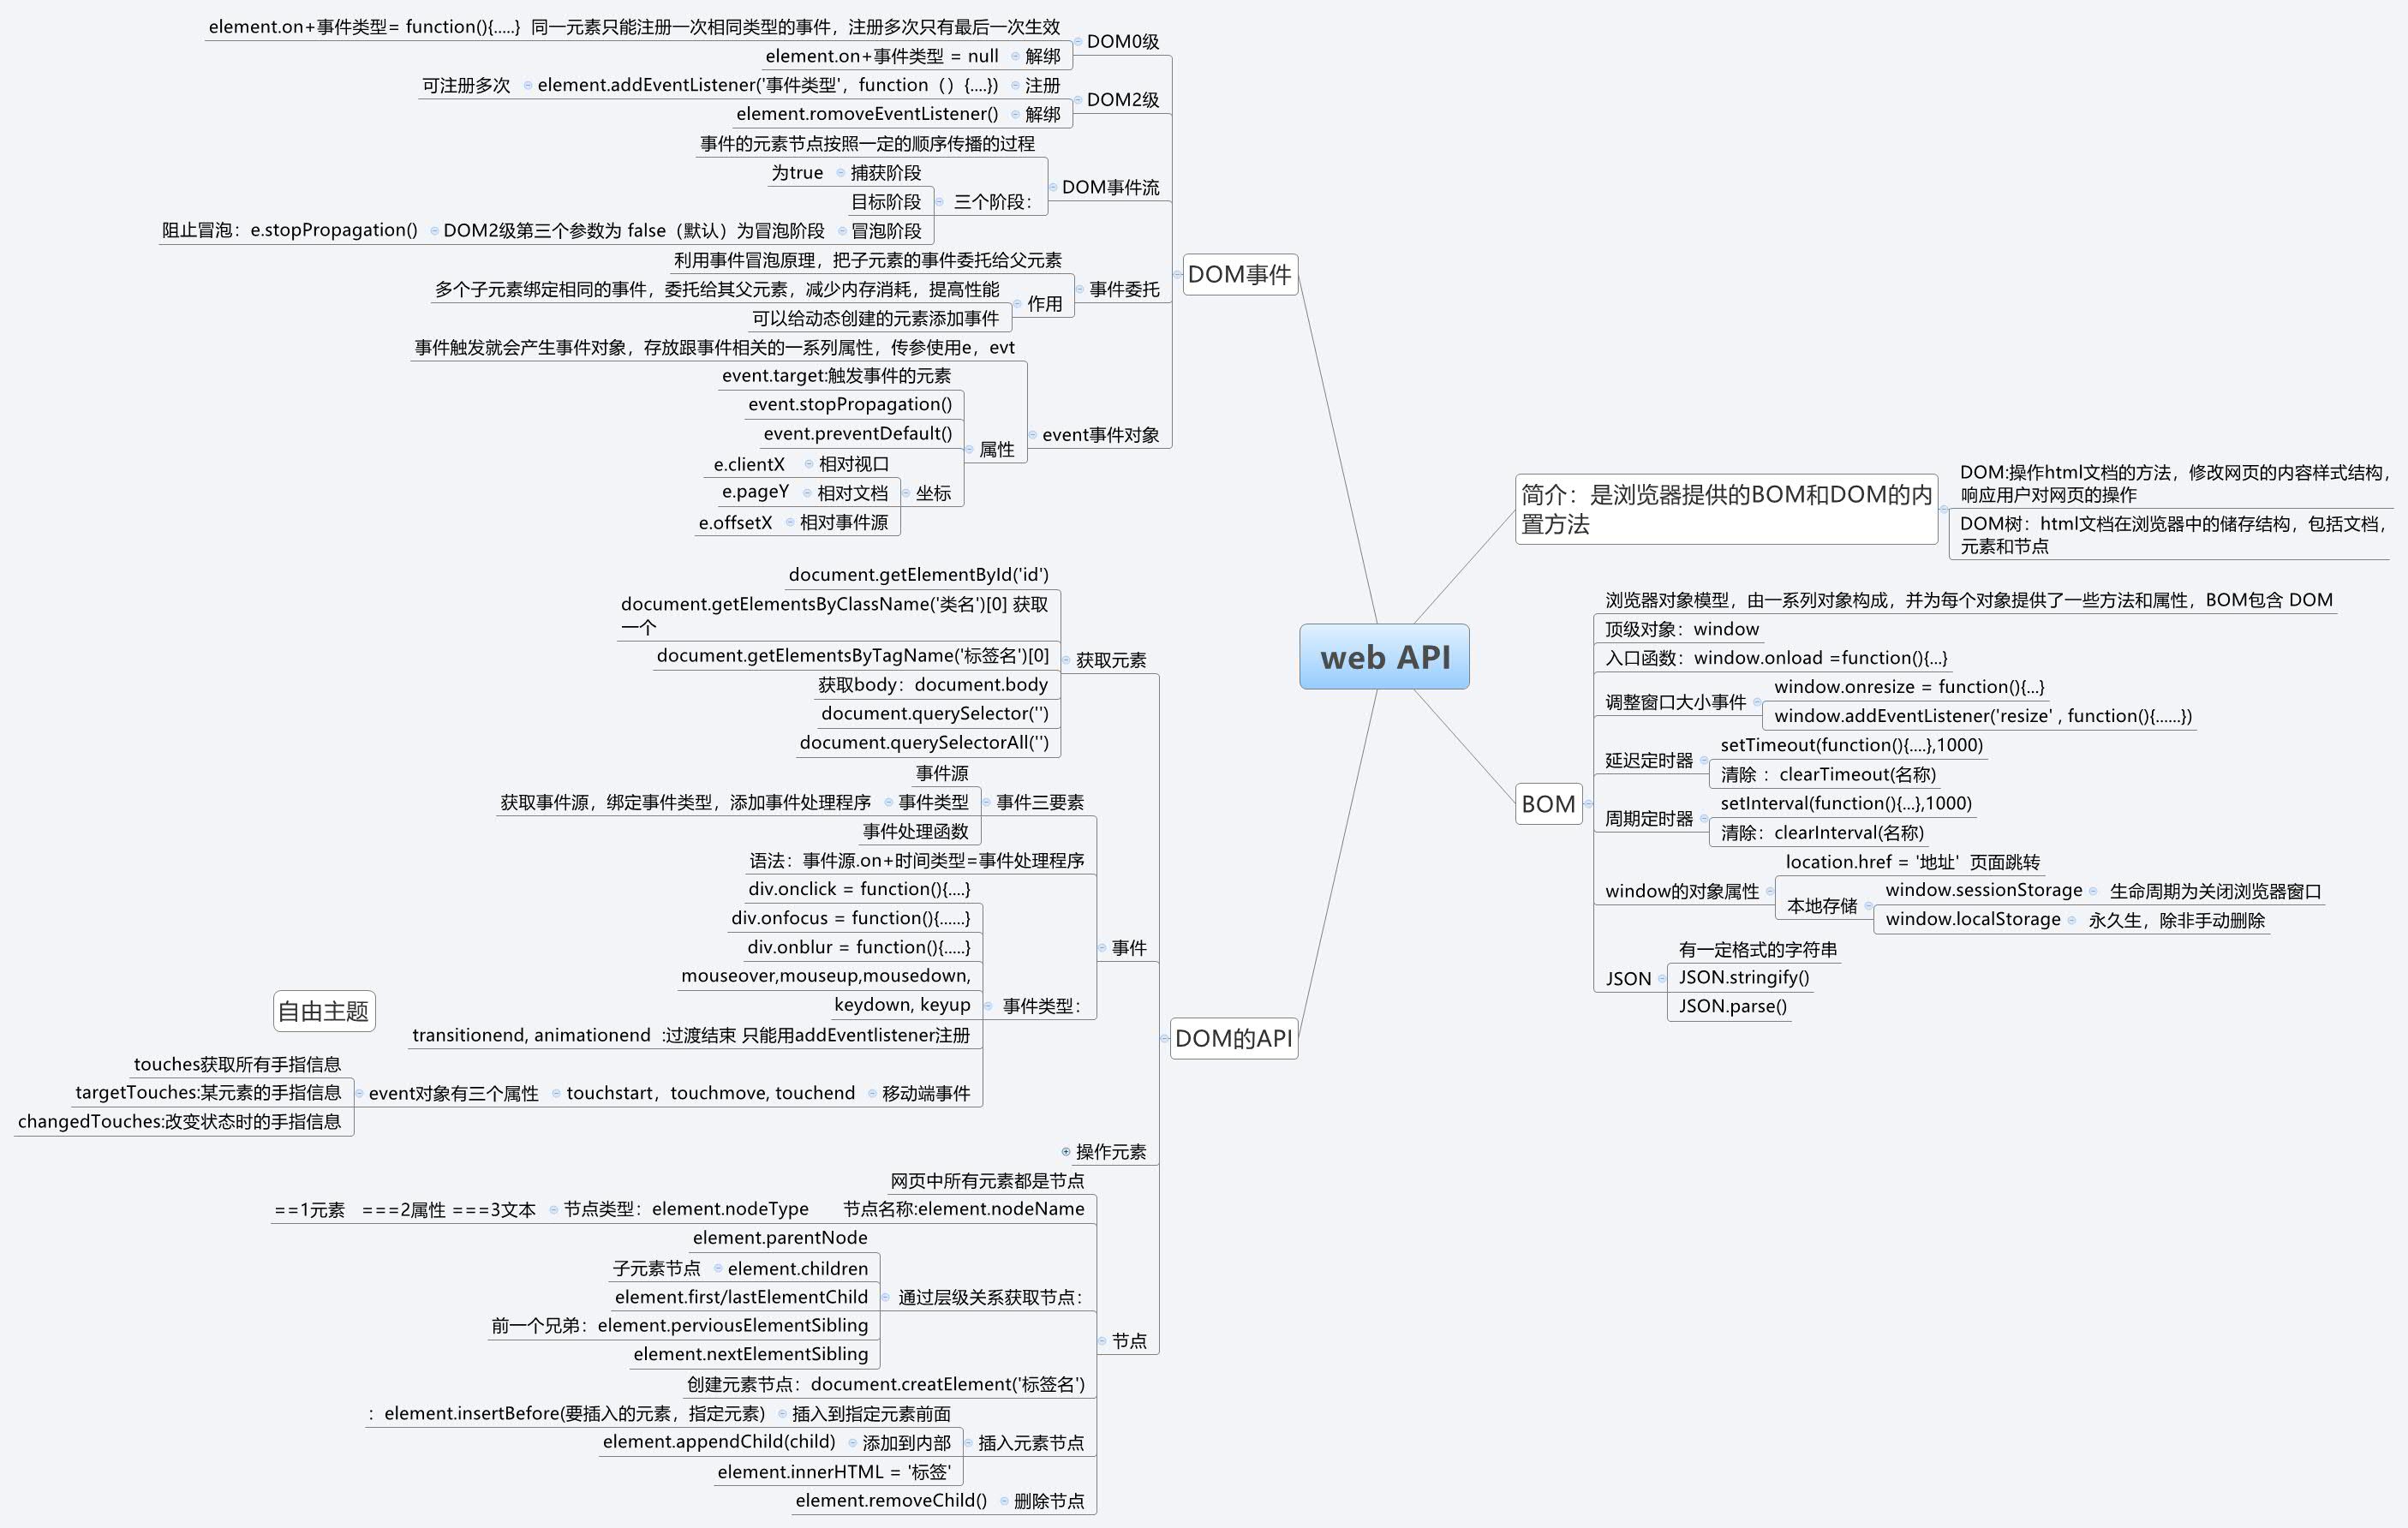 web API
DOM事件
DOM0级
element.on+事件类型= function(){.....}  同一元素只能注册一次相同类型的事件，注册多次只有最后一次生效
解绑
element.on+事件类型 = null
DOM2级
注册
element.addEventListener('事件类型'，function（）{....})
可注册多次
解绑
element.romoveEventListener()
DOM事件流
事件的元素节点按照一定的顺序传播的过程
三个阶段：
捕获阶段
为true
目标阶段
冒泡阶段
DOM2级第三个参数为 false（默认）为冒泡阶段
阻止冒泡：e.stopPropagation()
事件委托
利用事件冒泡原理，把子元素的事件委托给父元素
作用
多个子元素绑定相同的事件，委托给其父元素，减少内存消耗，提高性能
可以给动态创建的元素添加事件
event事件对象
事件触发就会产生事件对象，存放跟事件相关的一系列属性，传参使用e，evt
属性
event.target:触发事件的元素
event.stopPropagation()
event.preventDefault()
坐标
相对视口
e.clientX
相对文档
e.pageY
相对事件源
e.offsetX
简介：是浏览器提供的BOM和DOM的内
置方法
DOM:操作html文档的方法，修改网页的内容样式结构，
响应用户对网页的操作
DOM树：html文档在浏览器中的储存结构，包括文档，
元素和节点
BOM
浏览器对象模型，由一系列对象构成，并为每个对象提供了一些方法和属性，BOM包含 DOM
顶级对象：window
入口函数：window.onload =function(){...}
调整窗口大小事件
window.onresize = function(){...}
window.addEventListener('resize' , function(){......})
延迟定时器
setTimeout(function(){....},1000)
清除 ：clearTimeout(名称)
周期定时器
setInterval(function(){...},1000)
清除：clearInterval(名称)
window的对象属性
location.href = '地址'  页面跳转
本地存储
window.sessionStorage
生命周期为关闭浏览器窗口
window.localStorage
永久生，除非手动删除
JSON
有一定格式的字符串
JSON.stringify()
JSON.parse()
DOM的API
获取元素
document.getElementById('id')
document.getElementsByClassName('类名')[0] 获取
一个
document.getElementsByTagName('标签名')[0]
获取body：document.body
document.querySelector('')
document.querySelectorAll('')
事件
事件三要素
事件源
事件类型
获取事件源，绑定事件类型，添加事件处理程序
事件处理函数
语法：事件源.on+时间类型=事件处理程序
事件类型：
div.onclick = function(){....}
div.onfocus = function(){......}
div.onblur = function(){.....}
mouseover,mouseup,mousedown,
keydown, keyup
transitionend, animationend  :过渡结束 只能用addEventlistener注册
移动端事件
touchstart，touchmove, touchend
event对象有三个属性
touches获取所有手指信息
targetTouches:某元素的手指信息
changedTouches:改变状态时的手指信息
自由主题
操作元素
节点
网页中所有元素都是节点
节点类型：element.nodeType      节点名称:element.nodeName
==1元素   ===2属性 ===3文本
通过层级关系获取节点：
element.parentNode
element.children
子元素节点
element.first/lastElementChild
前一个兄弟：element.perviousElementSibling
element.nextElementSibling
创建元素节点：document.creatElement('标签名')
插入元素节点
插入到指定元素前面
：element.insertBefore(要插入的元素，指定元素)
添加到内部
element.appendChild(child)
element.innerHTML = '标签'
删除节点
element.removeChild()